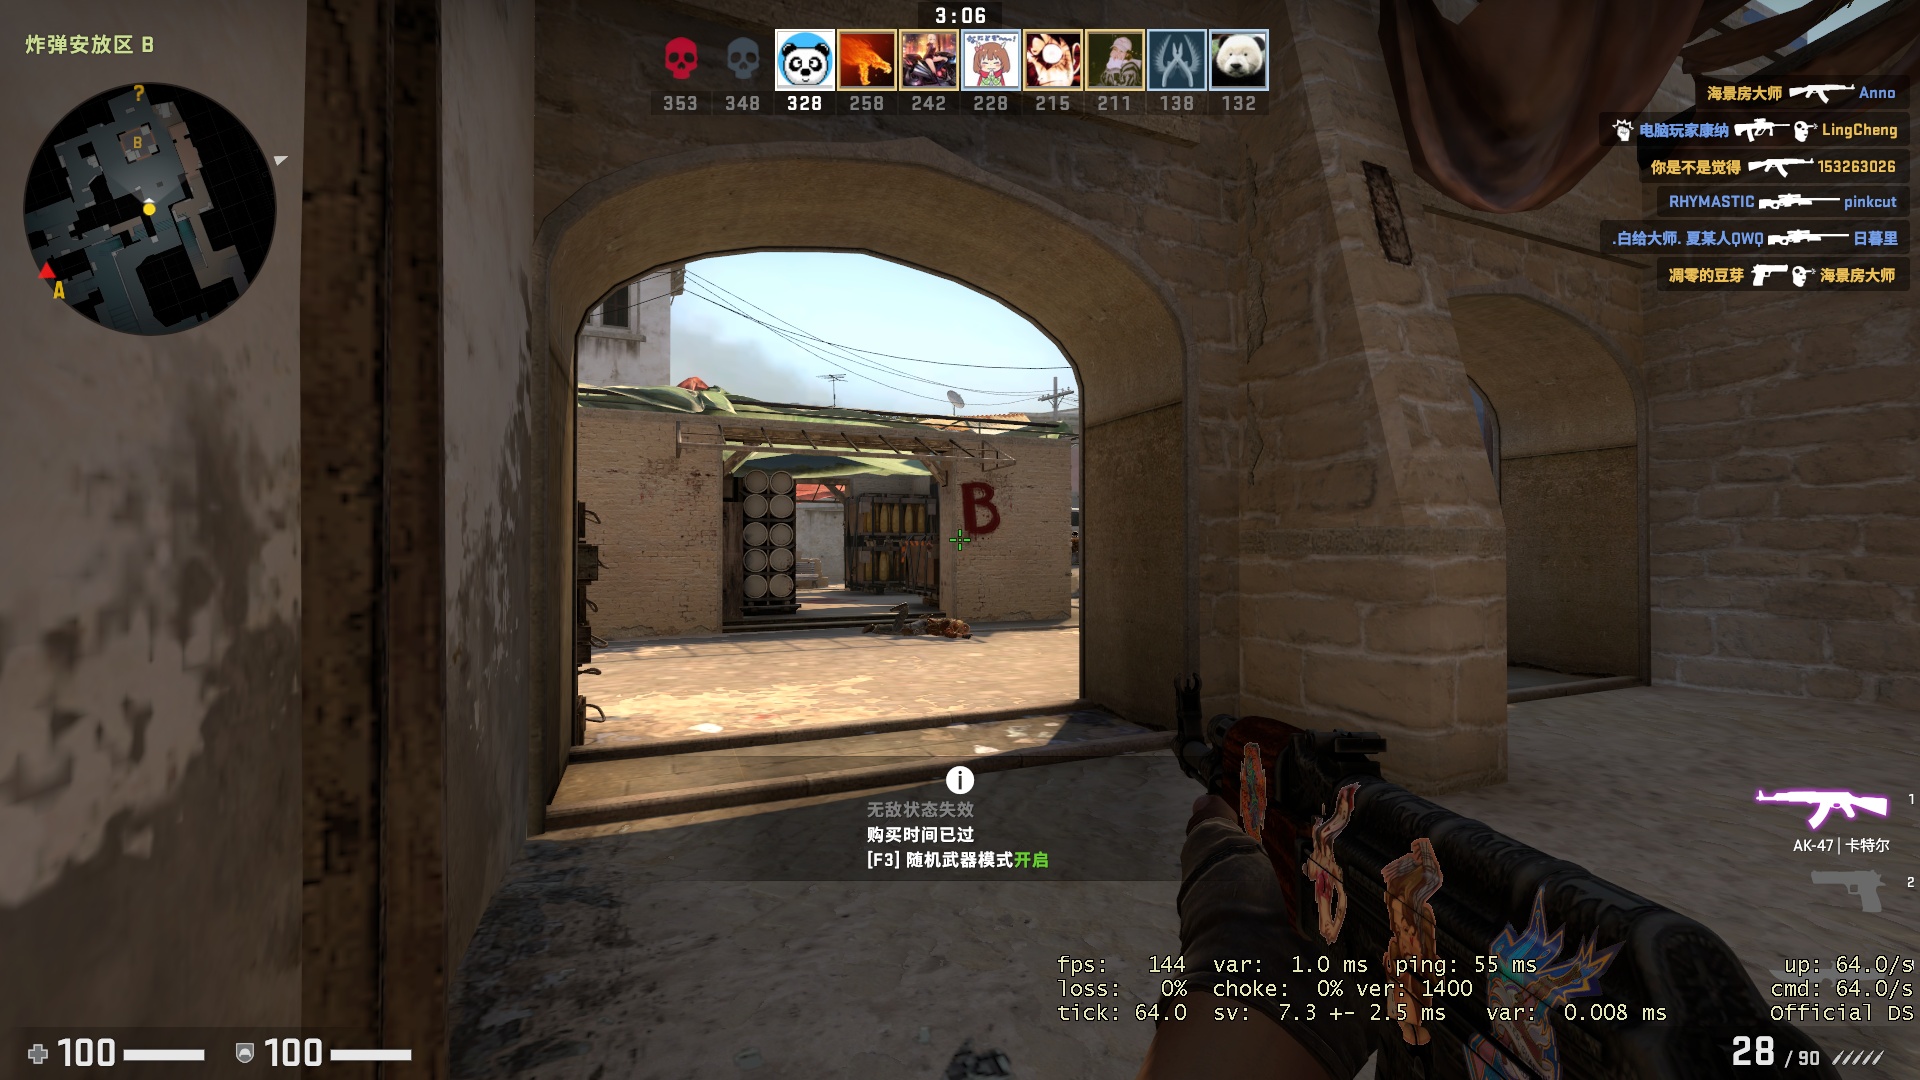 3:06
炸弹安放区 B
353 348 328 258 242 228 215 211 138 132
?
B
A
海景房大师 Anno
电脑玩家康纳 LingCheng
你是不是觉得 153263026
RHYMASTIC pinkcut
.白给大师. 夏某人QWQ 日暮里
凋零的豆芽 海景房大师
B
无敌状态失效
购买时间已过
[F3] 随机武器模式开启
1
AK-47 | 卡特尔
2
fps: 144 var: 1.0 ms ping: 55 ms up: 64.0/s
loss: 0% choke: 0% ver: 1400 cmd: 64.0/s
tick: 64.0 sv: 7.3 +- 2.5 ms var: 0.008 ms Official DS
100 100
28 / 90